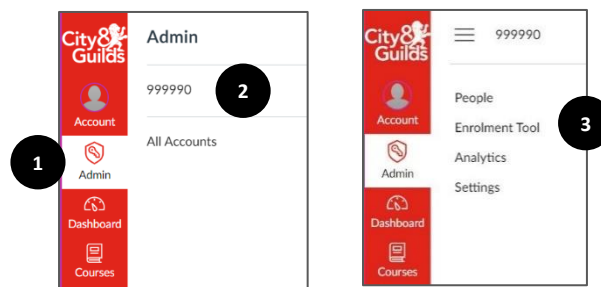 City&
Guilds
Account
Admin
Dashboard
Courses
Admin
999990
All Accounts
1
2
City&
Guilds
Account
Admin
Dashboard
Courses
999990
People
Enrolment Tool
Analytics
Settings
3